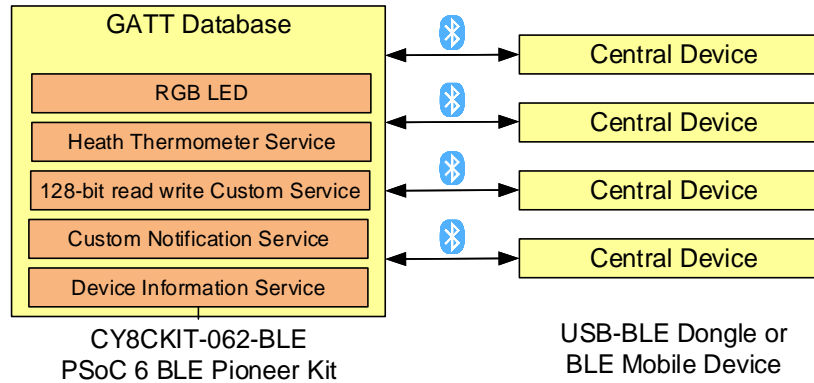 GATT Database
RGB LED
Heath Thermometer Service
128-bit read write Custom Service
Custom Notification Service
Device Information Service
CY8CKIT-062-BLE
PSoC 6 BLE Pioneer Kit
Central Device
Central Device
Central Device
Central Device
USB-BLE Dongle or
BLE Mobile Device